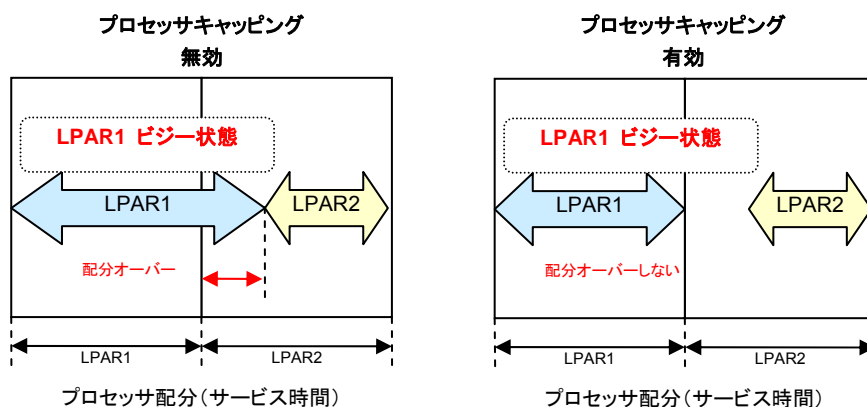 プロセッサキャッピング
無効
LPAR1 ビジー状態
LPAR1
LPAR2
配分オーバー
LPAR1
LPAR2
プロセッサ配分(サービス時間)
プロセッサキャッピング
有効
LPAR1 ビジー状態
LPAR1
LPAR2
配分オーバーしない
LPAR1
LPAR2
プロセッサ配分(サービス時間)